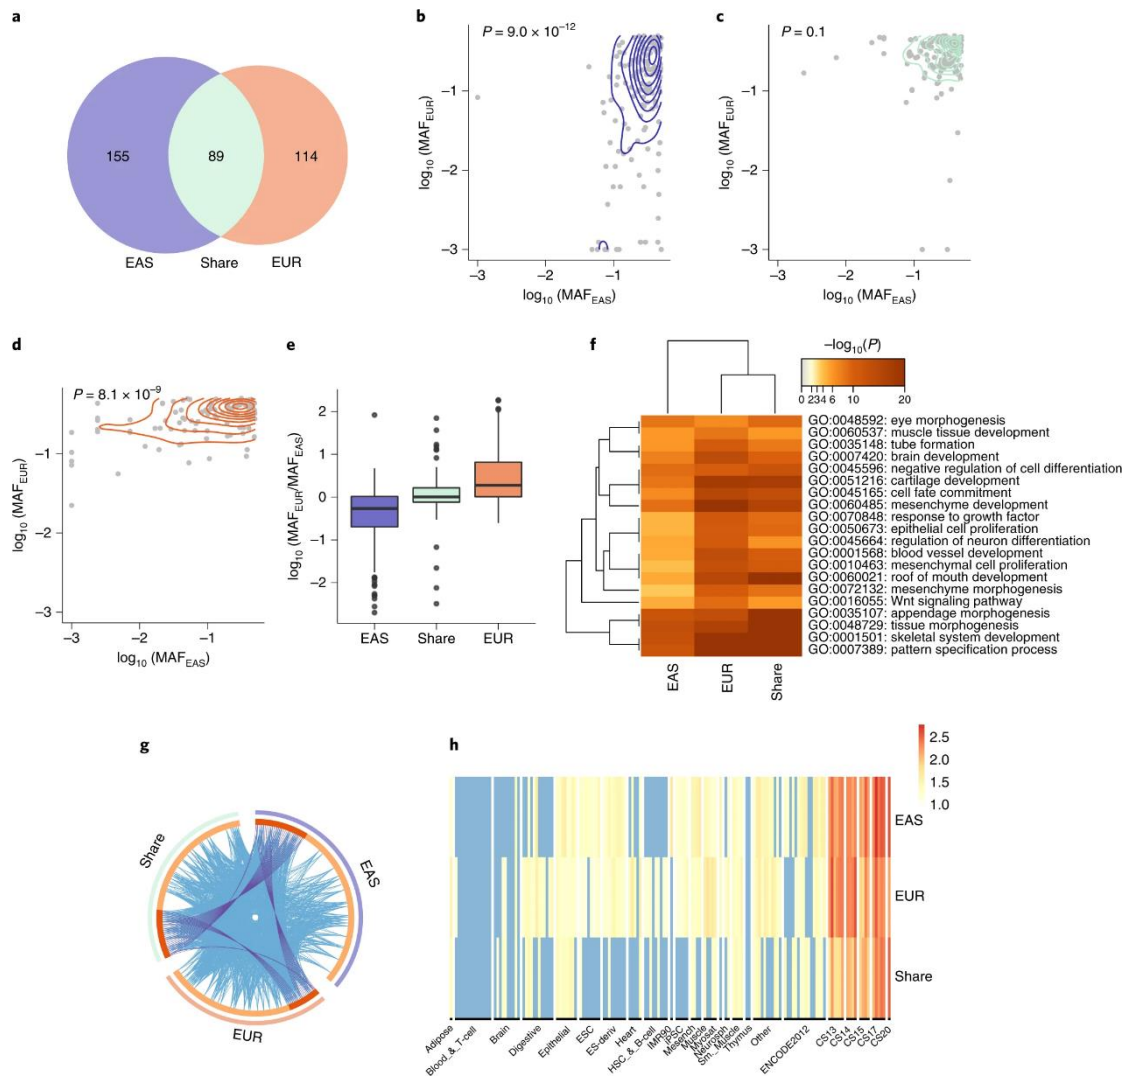 a
155
89
114
EAS
Share
EUR
b
P = 9.0 × 10−12
−1
−2
−3
log10 (MAFEUR)
−3
−2
−1
log10 (MAFEAS)
c
P = 0.1
−1
−2
−3
log10 (MAFEUR)
−3
−2
−1
log10 (MAFEAS)
d
P = 8.1 × 10−9
−1
−2
−3
log10 (MAFEUR)
−3
−2
−1
log10 (MAFEAS)
e
2
1
0
−1
−2
log10 (MAFEUR/MAFEAS)
EAS
Share
EUR
f
−log10(P)
0 2 3 4 6 10 20
GO:0048592: eye morphogenesis
GO:0060537: muscle tissue development
GO:0035148: tube formation
GO:0007420: brain development
GO:0045596: negative regulation of cell differentiation
GO:0051216: cartilage development
GO:0045165: cell fate commitment
GO:0060485: mesenchyme development
GO:0070848: response to growth factor
GO:0050673: epithelial cell proliferation
GO:0045664: regulation of neuron differentiation
GO:0001568: blood vessel development
GO:0010463: mesenchymal cell proliferation
GO:0060021: roof of mouth development
GO:0072132: mesenchyme morphogenesis
GO:0016055: Wnt signaling pathway
GO:0035107: appendage morphogenesis
GO:0048729: tissue morphogenesis
GO:0001501: skeletal system development
GO:0007389: pattern specification process
EAS
EUR
Share
g
Share
EAS
EUR
h
2.5
2.0
1.5
1.0
EAS
EUR
Share
Adipose
Blood_&_T-cell
Brain
Digestive
Epithelial
ESC
ES-deriv
Heart
HSC_&_B-cell
IMR90
iPSC
Mesench
Muscle
Myosat
Neurosph
Sm._Muscle
Thymus
Other
ENCODE2012
CS13
CS14
CS15
CS17
CS20